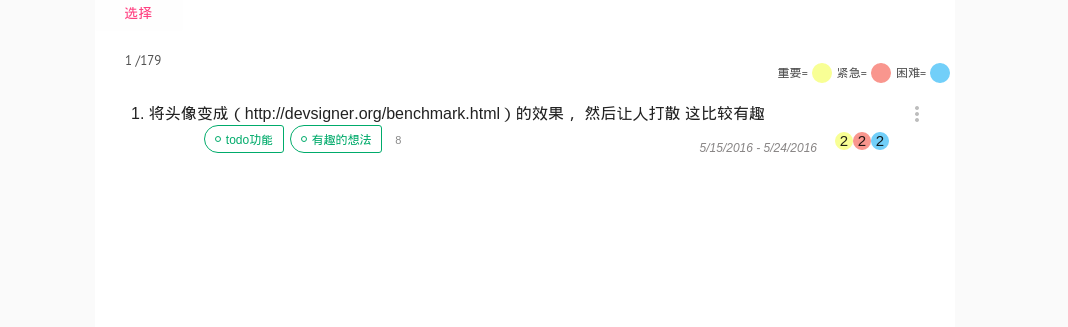 选择
1 /179
重要= 紧急= 困难=
1. 将头像变成（http://devsigner.org/benchmark.html）的效果， 然后让人打散 这比较有趣
todo功能 有趣的想法 8
5/15/2016 - 5/24/2016 2 2 2